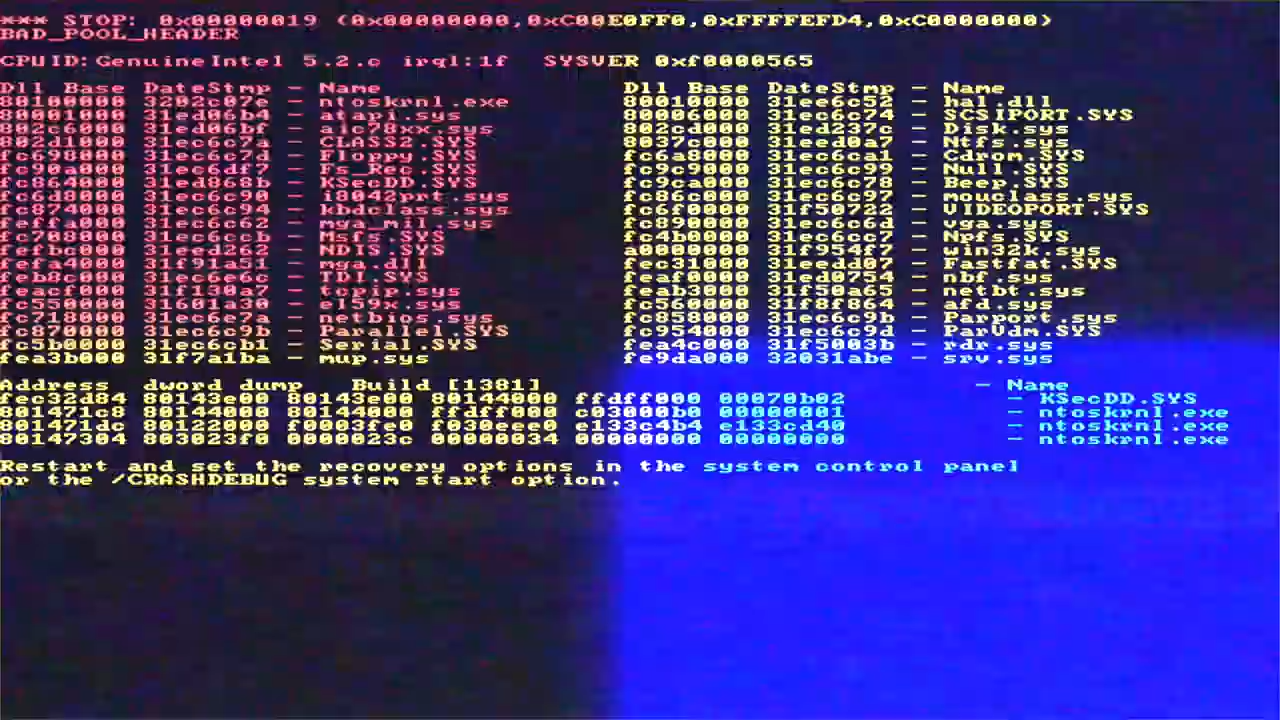 *** STOP: 0x00000019 (0x00000000,0xC00E0FF0,0xFFFFEFD4,0xC0000000)
BAD_POOL_HEADER
CPUID:GenuineIntel 5.2.c irql:1f SYSVER 0xf0000565
Dll Base DateStmp - Name Dll Base DateStmp - Name
80100000 3202c07e - ntoskrnl.exe 80010000 31ee6c52 - hal.dll
80001000 31ed06b4 - atapi.sys 80006000 31ec6c74 - SCSIPORT.SYS
802c6000 31ed06bf - aic78xx.sys 802cd000 31ed237c - Disk.sys
802d1000 31ec6c7a - CLASS2.SYS 8037c000 31eed0a7 - Ntfs.sys
fc698000 31ec6c7d - Floppy.SYS fc6a8000 31ec6ca1 - Cdrom.SYS
fc90a000 31ec6df7 - Fs_Rec.SYS fc9c9000 31ec6c99 - Null.SYS
fc864000 31ed868b - KSecDD.SYS fc9ca000 31ec6c78 - Beep.SYS
fc6d8000 31ec6c90 - i8042prt.sys fc86c000 31ec6c97 - mouclass.sys
fc874000 31ec6c94 - kbdclass.sys fc6f0000 31f50722 - VIDEOPORT.SYS
feffa000 31ec6c62 - mga_mil.sys fc890000 31ec6c6d - vga.sys
fc708000 31ec6ccb - Msfs.SYS fc4b0000 31ec6cc7 - Npfs.SYS
fefbc000 31eed262 - NDIS.SYS a0000000 31f954f7 - win32k.sys
fefa4000 31f91a51 - mga.dll fec31000 31eedd07 - Fastfat.SYS
feb8c000 31ec6e6c - TDI.SYS feaf0000 31ed0754 - nbf.sys
feacf000 31f130a7 - tcpip.sys feab3000 31f50a65 - netbt.sys
fc550000 31601a30 - el59x.sys fc560000 31f8f864 - afd.sys
fc718000 31ec6e7a - netbios.sys fc858000 31ec6c9b - Parport.sys
fc870000 31ec6c9b - Parallel.SYS fc954000 31ec6c9d - ParVdm.SYS
fc5b0000 31ec6cb1 - Serial.SYS fea4c000 31f5003b - rdr.sys
fea3b000 31f7a1ba - mup.sys fe9da000 32031abe - srv.sys
Address dword dump Build [1381] - Name
fec32d84 80143e00 80143e00 80144000 ffdff000 00070b02 - KSecDD.SYS
801471c8 80144000 80144000 ffdff000 c03000b0 00000001 - ntoskrnl.exe
801471dc 80122000 f0003fe0 f030eee0 e133c4b4 e133cd40 - ntoskrnl.exe
80147304 803023f0 0000023c 00000034 00000000 00000000 - ntoskrnl.exe
Restart and set the recovery options in the system control panel
or the /CRASHDEBUG system start option.